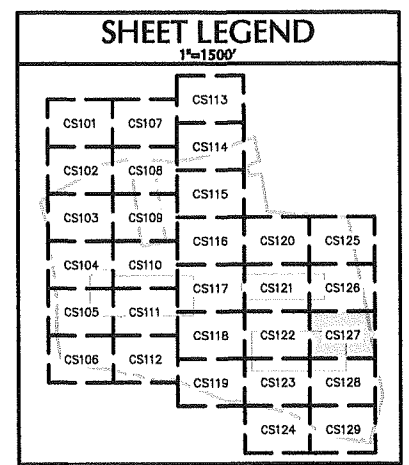 SHEET LEGEND
1"=1500'
CS113
CS101 CS107
CS114
CS102 CS108
CS115
CS103 CS109
CS116 CS120 CS125
CS104 CS110
CS117 CS121 CS126
CS105 CS111
CS118 CS122 CS127
CS106 CS112
CS119 CS123 CS128
CS124 CS129